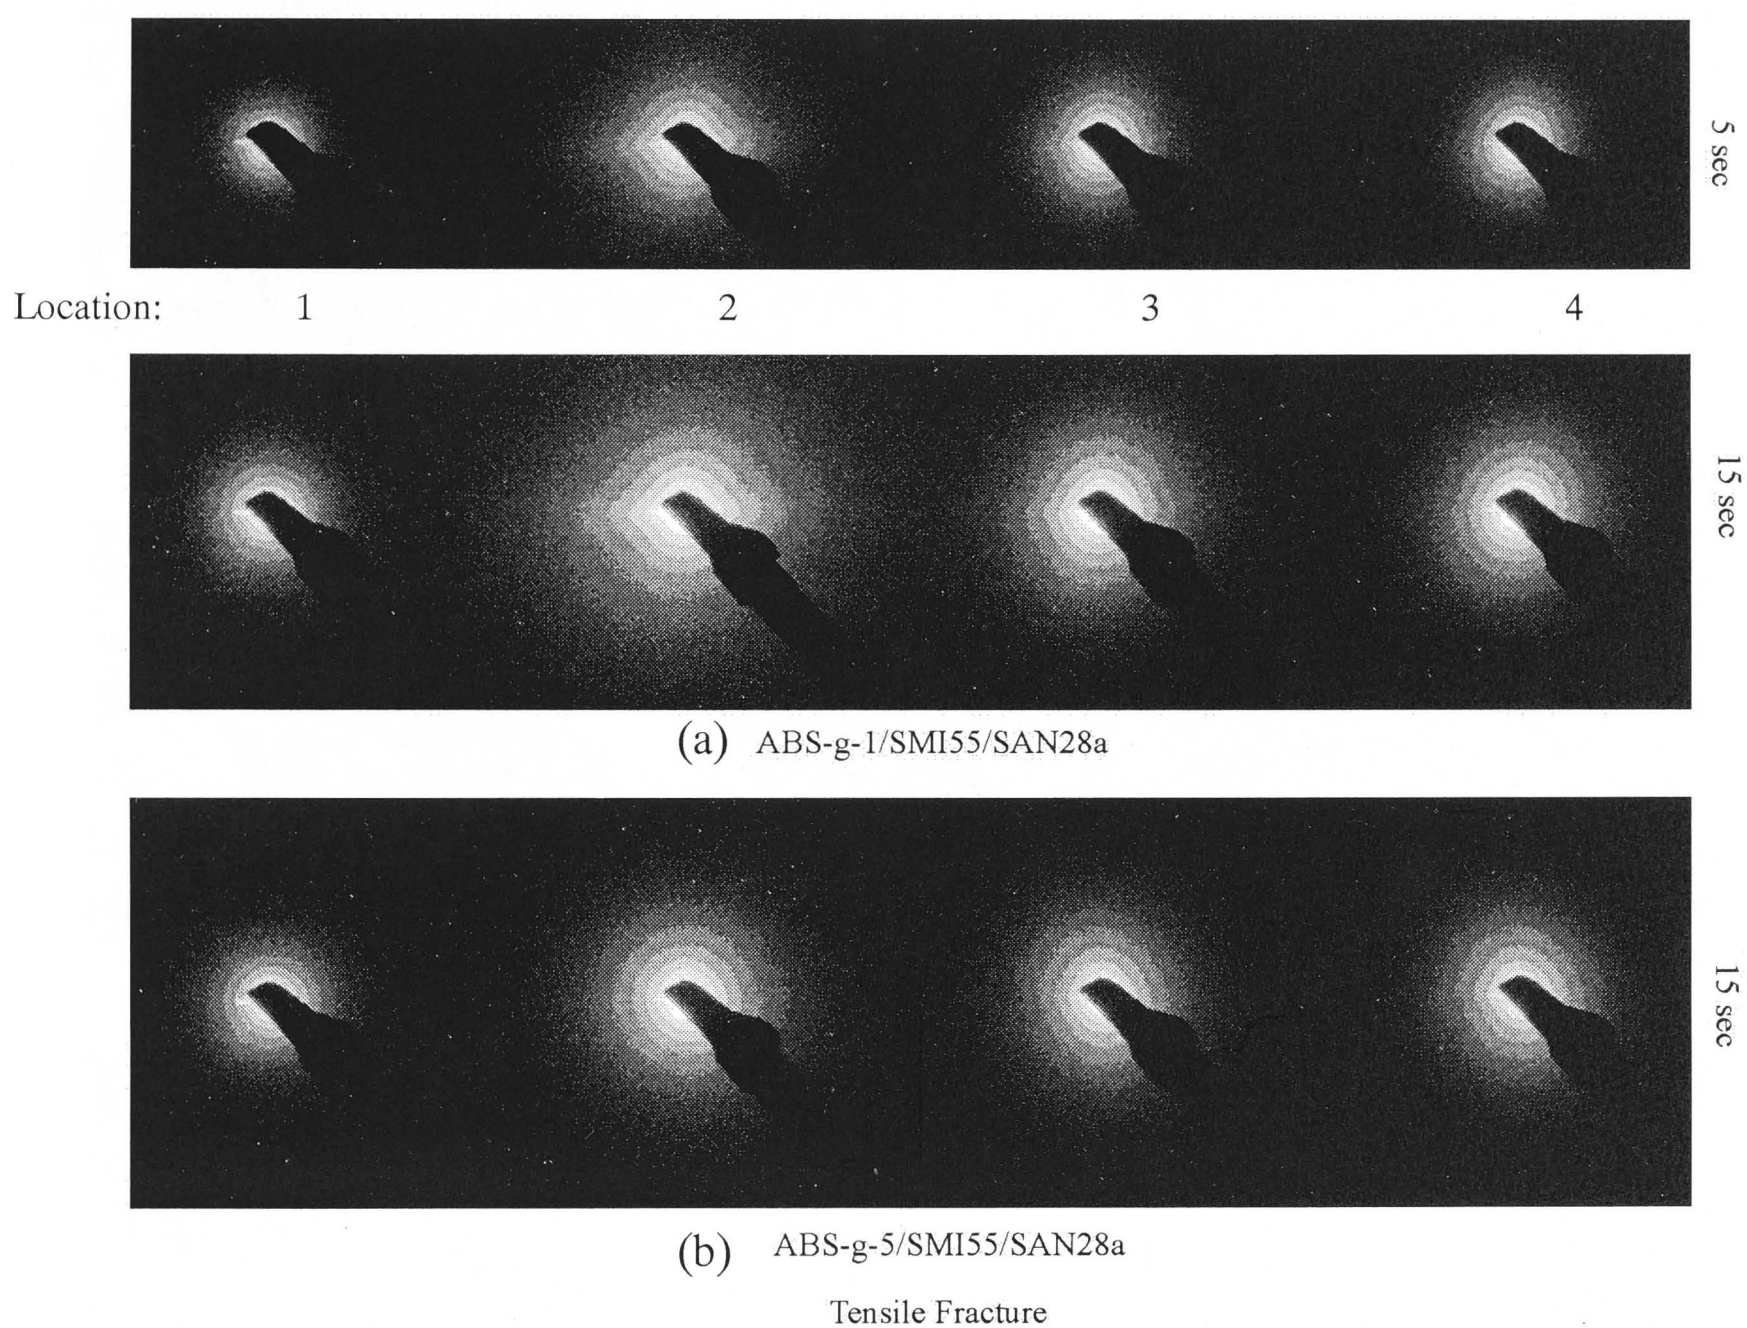 5 sec
Location: 1 2 3 4
15 sec
(a) ABS-g-1/SMI55/SAN28a
15 sec
(b) ABS-g-5/SMI55/SAN28a
Tensile Fracture